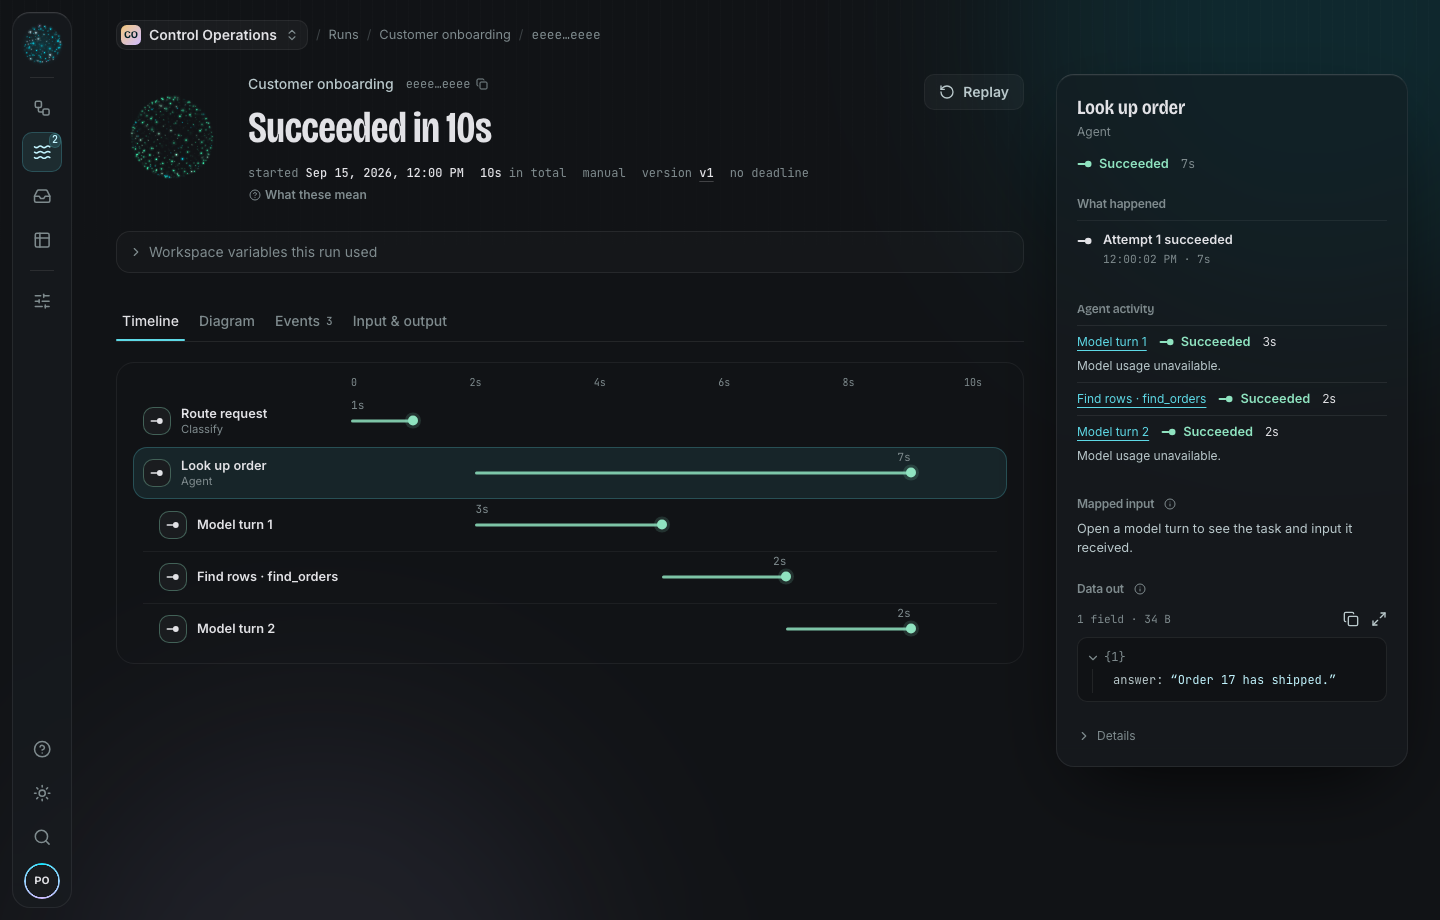 CO Control Operations / Runs / Customer onboarding / eeee…eeee
2
Customer onboarding eeee…eeee
Replay
Succeeded in 10s
started Sep 15, 2026, 12:00 PM 10s in total manual version v1 no deadline
What these mean
Workspace variables this run used
Timeline Diagram Events 3 Input & output
0 2s 4s 6s 8s 10s
1s
Route request
Classify
7s
Look up order
Agent
3s
Model turn 1
2s
Find rows · find_orders
2s
Model turn 2
Look up order
Agent
Succeeded 7s
What happened
Attempt 1 succeeded
12:00:02 PM · 7s
Agent activity
Model turn 1 Succeeded 3s
Model usage unavailable.
Find rows · find_orders Succeeded 2s
Model turn 2 Succeeded 2s
Model usage unavailable.
Mapped input
Open a model turn to see the task and input it
received.
Data out
1 field · 34 B
{1}
answer: “Order 17 has shipped.”
Details
PO